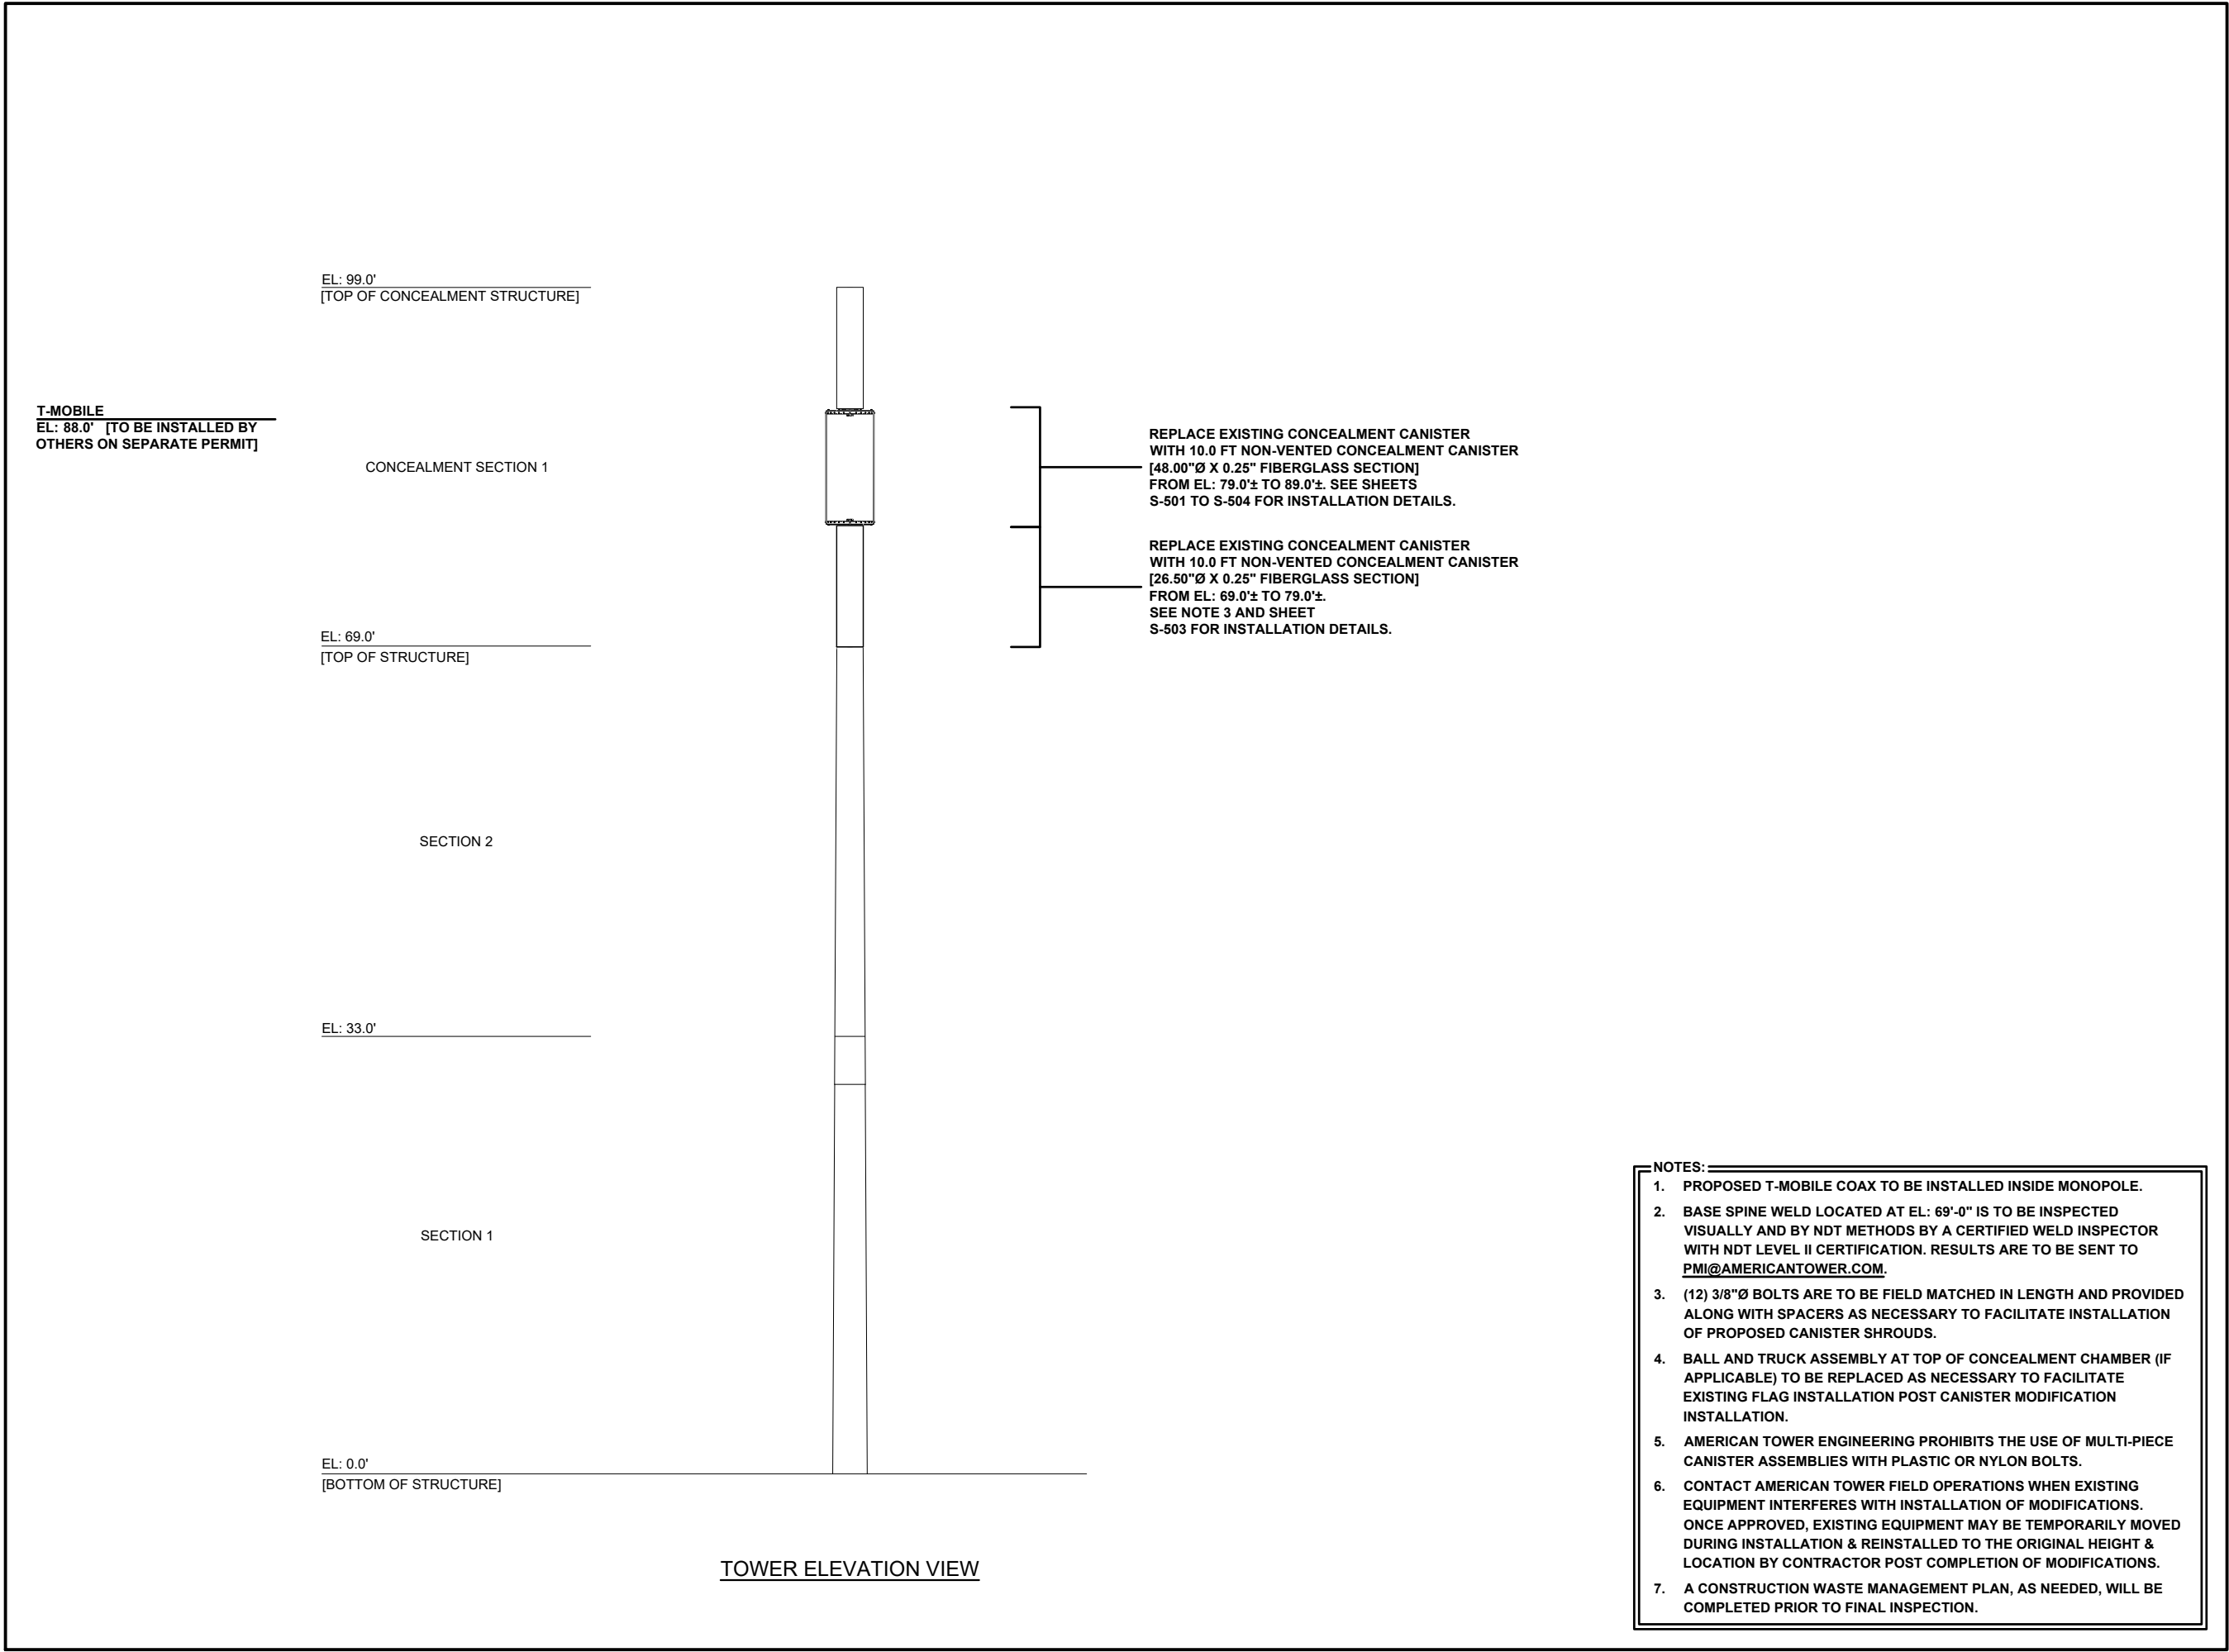 EL: 99.0'
[TOP OF CONCEALMENT STRUCTURE]
T-MOBILE
EL: 88.0' [TO BE INSTALLED BY
OTHERS ON SEPARATE PERMIT]
CONCEALMENT SECTION 1
REPLACE EXISTING CONCEALMENT CANISTER
WITH 10.0 FT NON-VENTED CONCEALMENT CANISTER
[48.00"Ø X 0.25" FIBERGLASS SECTION]
FROM EL: 79.0'± TO 89.0'±. SEE SHEETS
S-501 TO S-504 FOR INSTALLATION DETAILS.
REPLACE EXISTING CONCEALMENT CANISTER
WITH 10.0 FT NON-VENTED CONCEALMENT CANISTER
[26.50"Ø X 0.25" FIBERGLASS SECTION]
FROM EL: 69.0'± TO 79.0'±.
SEE NOTE 3 AND SHEET
S-503 FOR INSTALLATION DETAILS.
EL: 69.0'
[TOP OF STRUCTURE]
SECTION 2
EL: 33.0'
SECTION 1
EL: 0.0'
[BOTTOM OF STRUCTURE]
TOWER ELEVATION VIEW
NOTES:
1. PROPOSED T-MOBILE COAX TO BE INSTALLED INSIDE MONOPOLE.
2. BASE SPINE WELD LOCATED AT EL: 69'-0" IS TO BE INSPECTED
VISUALLY AND BY NDT METHODS BY A CERTIFIED WELD INSPECTOR
WITH NDT LEVEL II CERTIFICATION. RESULTS ARE TO BE SENT TO
PMI@AMERICANTOWER.COM.
3. (12) 3/8"Ø BOLTS ARE TO BE FIELD MATCHED IN LENGTH AND PROVIDED
ALONG WITH SPACERS AS NECESSARY TO FACILITATE INSTALLATION
OF PROPOSED CANISTER SHROUDS.
4. BALL AND TRUCK ASSEMBLY AT TOP OF CONCEALMENT CHAMBER (IF
APPLICABLE) TO BE REPLACED AS NECESSARY TO FACILITATE
EXISTING FLAG INSTALLATION POST CANISTER MODIFICATION
INSTALLATION.
5. AMERICAN TOWER ENGINEERING PROHIBITS THE USE OF MULTI-PIECE
CANISTER ASSEMBLIES WITH PLASTIC OR NYLON BOLTS.
6. CONTACT AMERICAN TOWER FIELD OPERATIONS WHEN EXISTING
EQUIPMENT INTERFERES WITH INSTALLATION OF MODIFICATIONS.
ONCE APPROVED, EXISTING EQUIPMENT MAY BE TEMPORARILY MOVED
DURING INSTALLATION & REINSTALLED TO THE ORIGINAL HEIGHT &
LOCATION BY CONTRACTOR POST COMPLETION OF MODIFICATIONS.
7. A CONSTRUCTION WASTE MANAGEMENT PLAN, AS NEEDED, WILL BE
COMPLETED PRIOR TO FINAL INSPECTION.